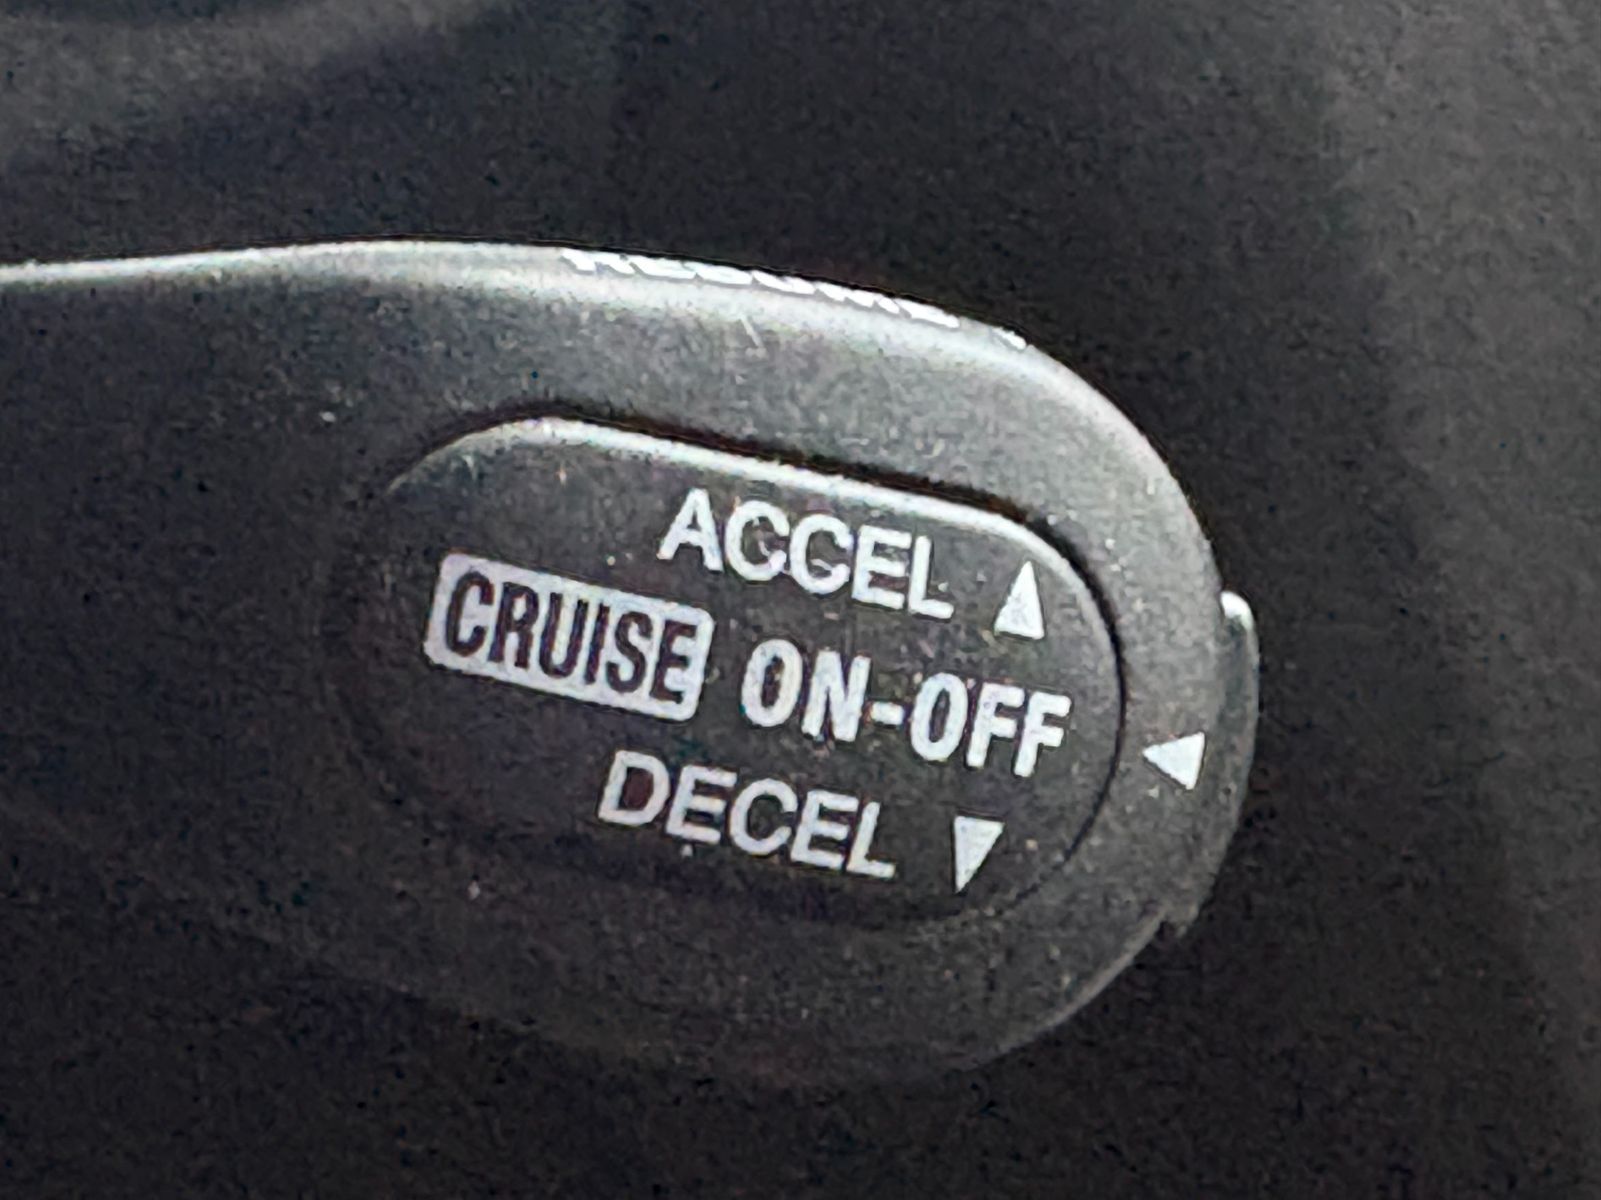 ACCEL ▲
CRUISE ON-OFF
◀
DECEL ▼